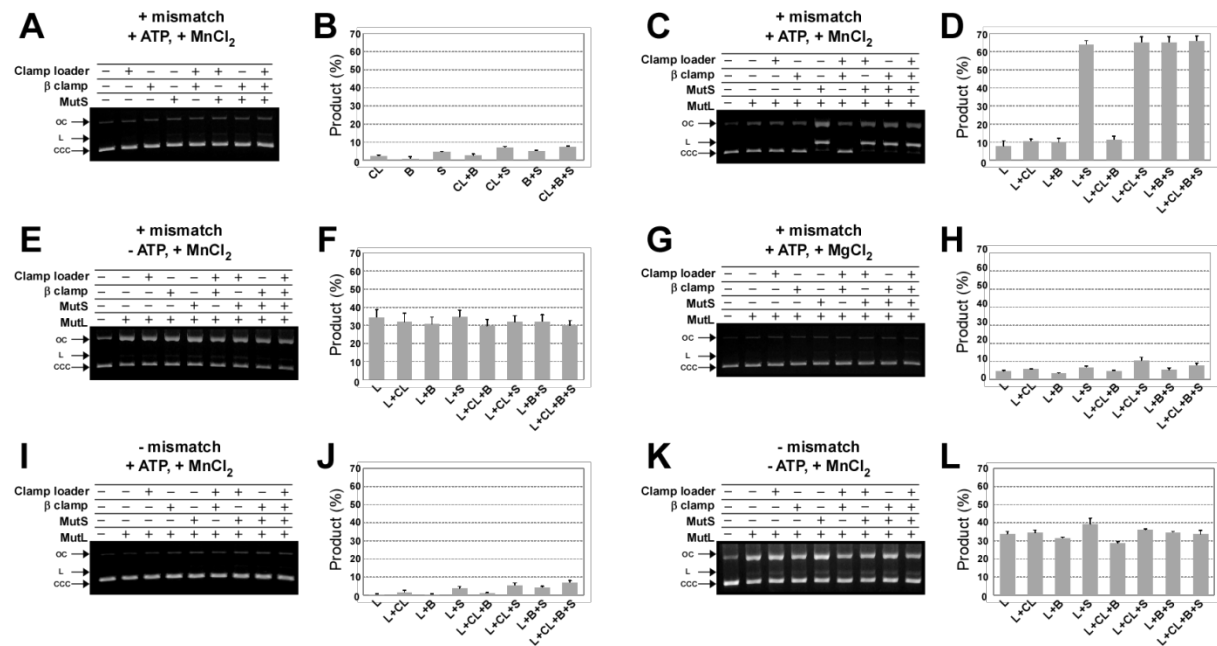 A
+ mismatch
+ ATP, + MnCl2
Clamp loader − + − − + + − +
β clamp − − + − + − + +
MutS − − − + − + + +
OC
L
CCC
B
Product (%)
70
60
50
40
30
20
10
0
CL B S CL+B CL+S B+S CL+B+S
C
+ mismatch
+ ATP, + MnCl2
Clamp loader − − + − − + + − +
β clamp − − − + − + − + +
MutS − − − − + − + + +
MutL − + + + + + + + +
OC
L
CCC
D
Product (%)
70
60
50
40
30
20
10
0
L L+CL L+B L+S L+CL+B L+CL+S L+B+S L+CL+B+S
E
+ mismatch
- ATP, + MnCl2
Clamp loader − − + − − + + − +
β clamp − − − + − + − + +
MutS − − − − + − + + +
MutL − + + + + + + + +
OC
L
CCC
F
Product (%)
70
60
50
40
30
20
10
0
L L+CL L+B L+S L+CL+B L+CL+S L+B+S L+CL+B+S
G
+ mismatch
+ ATP, + MgCl2
Clamp loader − − + − − + + − +
β clamp − − − + − + − + +
MutS − − − − + − + + +
MutL − + + + + + + + +
OC
L
CCC
H
Product (%)
70
60
50
40
30
20
10
0
L L+CL L+B L+S L+CL+B L+CL+S L+B+S L+CL+B+S
I
- mismatch
+ ATP, + MnCl2
Clamp loader − − + − − + + − +
β clamp − − − + − + − + +
MutS − − − − + − + + +
MutL − + + + + + + + +
OC
L
CCC
J
Product (%)
70
60
50
40
30
20
10
0
L L+CL L+B L+S L+CL+B L+CL+S L+B+S L+CL+B+S
K
- mismatch
- ATP, + MnCl2
Clamp loader − − + − − + + − +
β clamp − − − + − + − + +
MutS − − − − + − + + +
MutL − + + + + + + + +
OC
L
CCC
L
Product (%)
70
60
50
40
30
20
10
0
L L+CL L+B L+S L+CL+B L+CL+S L+B+S L+CL+B+S